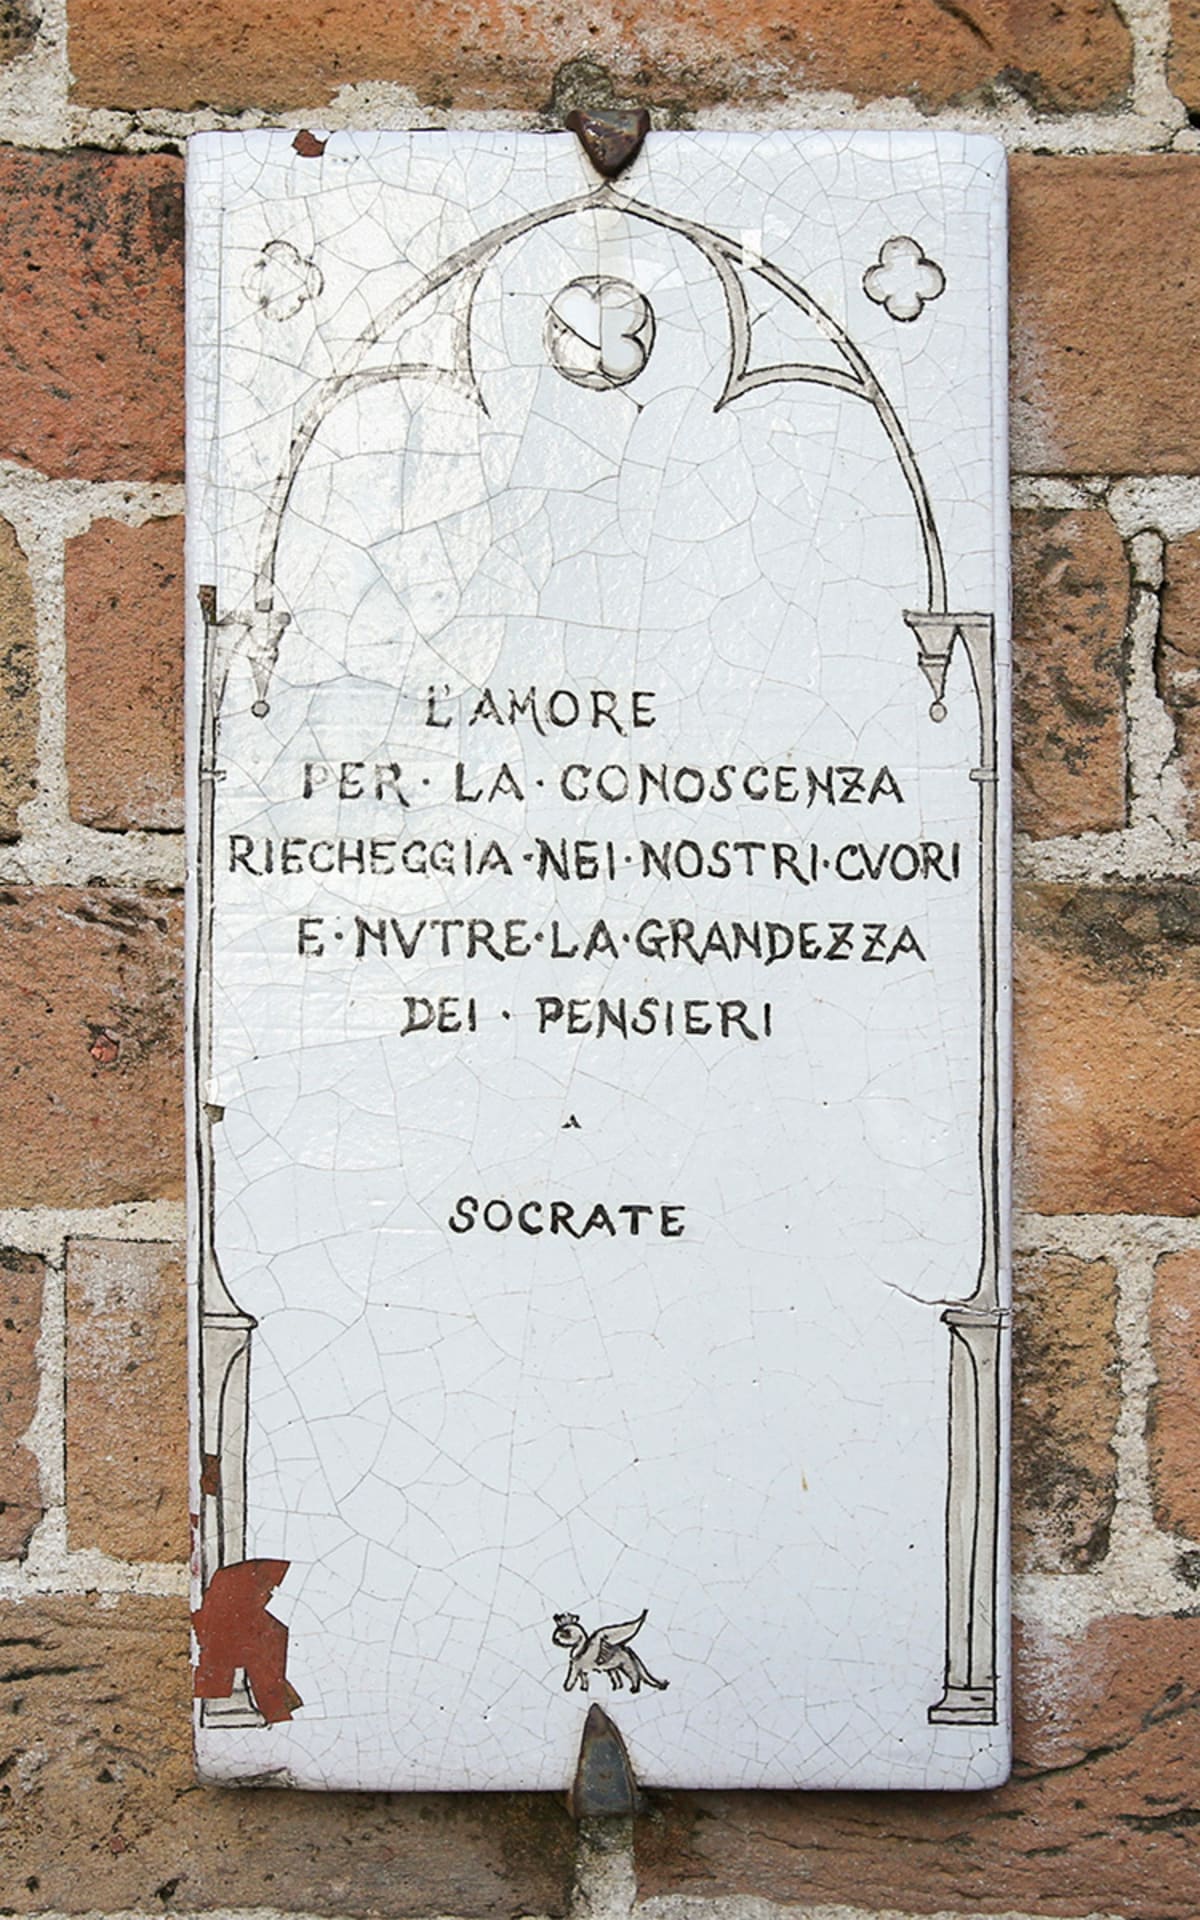 L'AMORE
PER · LA · CONOSCENZA
RIECHEGGIA · NEI · NOSTRI · CVORI
E · NVTRE · LA · GRANDEZZA
DEI · PENSIERI
SOCRATE